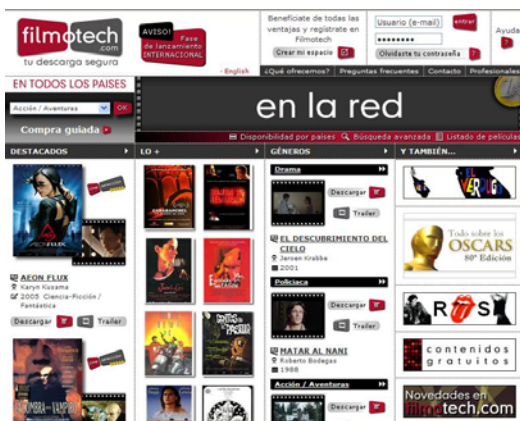 filmotech
.com
tu descarga segura
AVISO!
Fase
de lanzamiento
INTERNACIONAL
- English
Benefíciate de todas las
ventajas y regístrate en
Filmotech
Crear mi espacio
Usuario (e-mail)
entrar
Olvidaste tu contraseña
?
Ayuda
?
¿Qué ofrecemos?
Preguntas frecuentes
Contacto
Profesionales
EN TODOS LOS PAISES
Acción / Aventuras
OK
Compra guiada
en la red
Disponibilidad por países
Búsqueda avanzada
Listado de películas
DESTACADOS
LO +
GÉNEROS
Y TAMBIÉN...
AEONFLUX
AEON FLUX
Karyn Kusama
2005 Ciencia-Ficción /
Fantástica
Descargar
Trailer
Drama
Descargar
Trailer
EL DESCUBRIMIENTO DEL
CIELO
Jeroen Krabbe
2001
Policiaca
Descargar
Trailer
MATAR AL NANI
Roberto Bodegas
1988
Acción / Aventuras
Descargar
EL
VERDUGO
Todo sobre los
OSCARS
80ª Edición
contenidos
gratuitos
Novedades en
filmotech.com